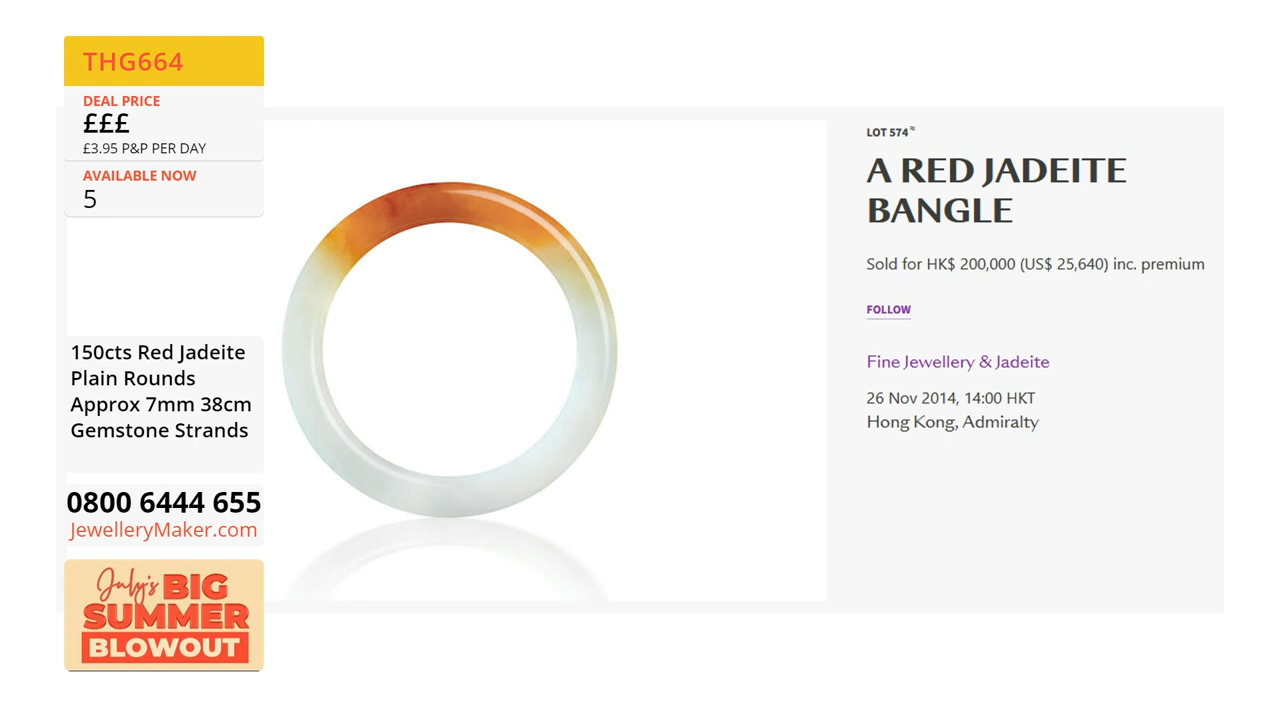 THG664
DEAL PRICE
£££
£3.95 P&P PER DAY
AVAILABLE NOW
5
150cts Red Jadeite
Plain Rounds
Approx 7mm 38cm
Gemstone Strands
0800 6444 655
JewelleryMaker.com
July's BIG
SUMMER
BLOWOUT
LOT 574 ≈
A RED JADEITE
BANGLE
Sold for HK$ 200,000 (US$ 25,640) inc. premium
FOLLOW
Fine Jewellery & Jadeite
26 Nov 2014, 14:00 HKT
Hong Kong, Admiralty